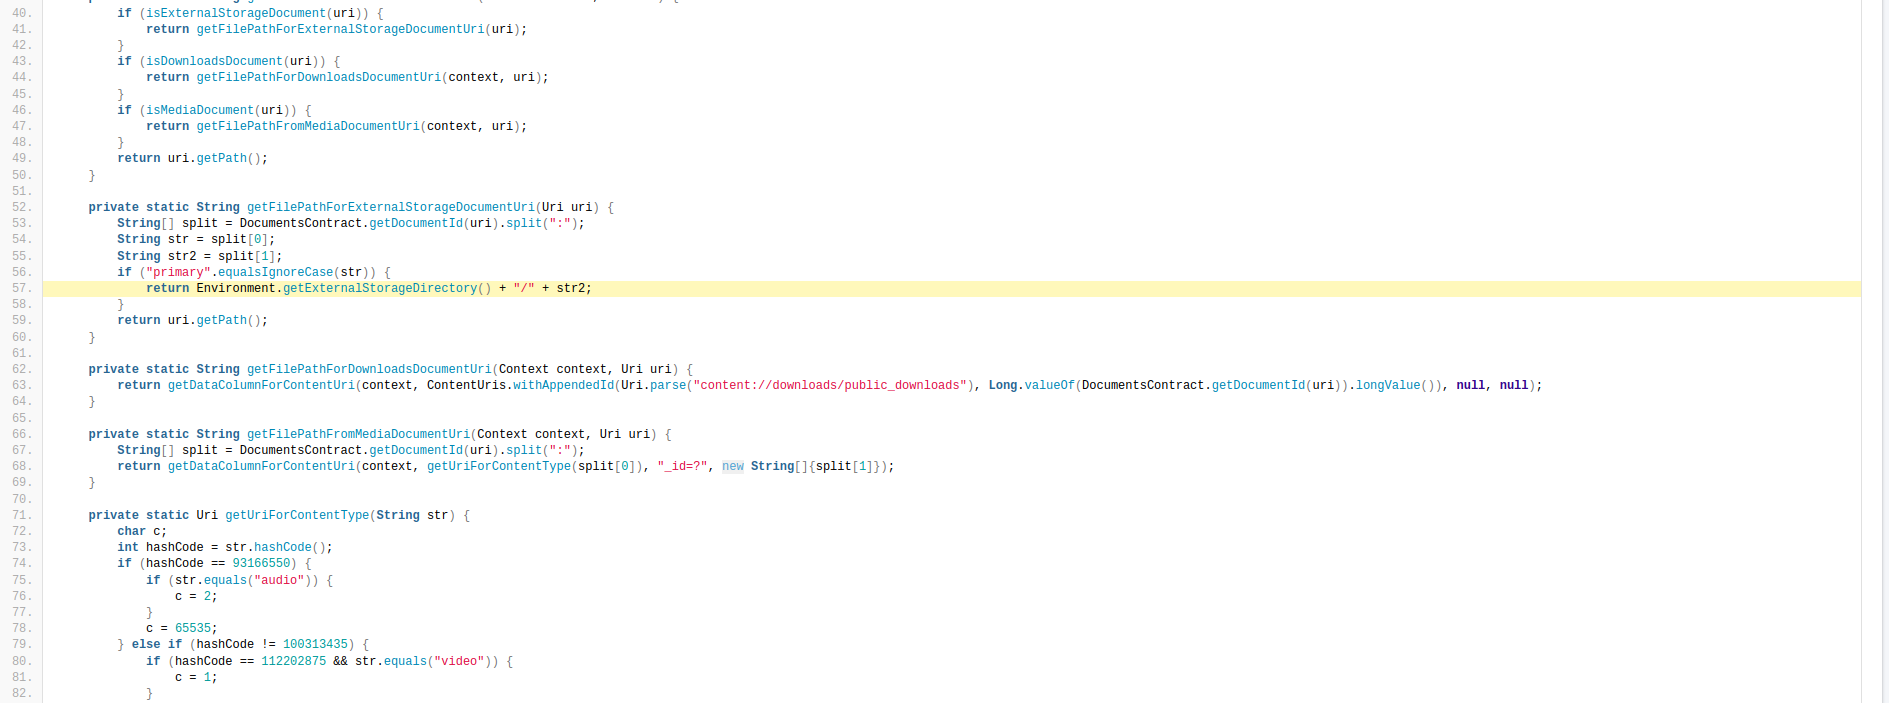 40.         if (isExternalStorageDocument(uri)) {
41.             return getFilePathForExternalStorageDocumentUri(uri);
42.         }
43.         if (isDownloadsDocument(uri)) {
44.             return getFilePathForDownloadsDocumentUri(context, uri);
45.         }
46.         if (isMediaDocument(uri)) {
47.             return getFilePathFromMediaDocumentUri(context, uri);
48.         }
49.         return uri.getPath();
50.     }
51.
52.     private static String getFilePathForExternalStorageDocumentUri(Uri uri) {
53.         String[] split = DocumentsContract.getDocumentId(uri).split(":");
54.         String str = split[0];
55.         String str2 = split[1];
56.         if ("primary".equalsIgnoreCase(str)) {
57.             return Environment.getExternalStorageDirectory() + "/" + str2;
58.         }
59.         return uri.getPath();
60.     }
61.
62.     private static String getFilePathForDownloadsDocumentUri(Context context, Uri uri) {
63.         return getDataColumnForContentUri(context, ContentUris.withAppendedId(Uri.parse("content://downloads/public_downloads"), Long.valueOf(DocumentsContract.getDocumentId(uri)).longValue()), null, null);
64.     }
65.
66.     private static String getFilePathFromMediaDocumentUri(Context context, Uri uri) {
67.         String[] split = DocumentsContract.getDocumentId(uri).split(":");
68.         return getDataColumnForContentUri(context, getUriForContentType(split[0]), "_id=?", new String[]{split[1]});
69.     }
70.
71.     private static Uri getUriForContentType(String str) {
72.         char c;
73.         int hashCode = str.hashCode();
74.         if (hashCode == 93166550) {
75.             if (str.equals("audio")) {
76.                 c = 2;
77.             }
78.             c = 65535;
79.         } else if (hashCode != 100313435) {
80.             if (hashCode == 112202875 && str.equals("video")) {
81.                 c = 1;
82.             }